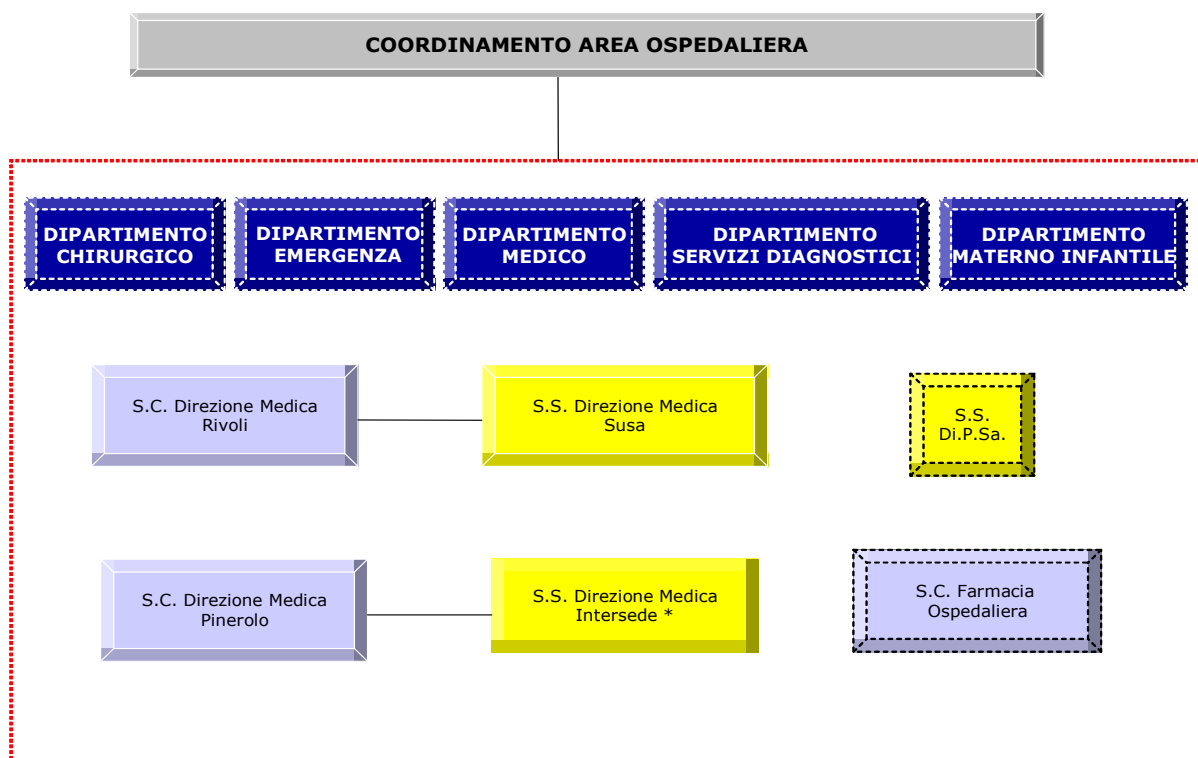 COORDINAMENTO AREA OSPEDALIERA
DIPARTIMENTO
CHIRURGICO
DIPARTIMENTO
EMERGENZA
DIPARTIMENTO
MEDICO
DIPARTIMENTO
SERVIZI DIAGNOSTICI
DIPARTIMENTO
MATERNO INFANTILE
S.C. Direzione Medica
Rivoli
S.S. Direzione Medica
Susa
S.S.
Di.P.Sa.
S.C. Direzione Medica
Pinerolo
S.S. Direzione Medica
Intersede *
S.C. Farmacia
Ospedaliera